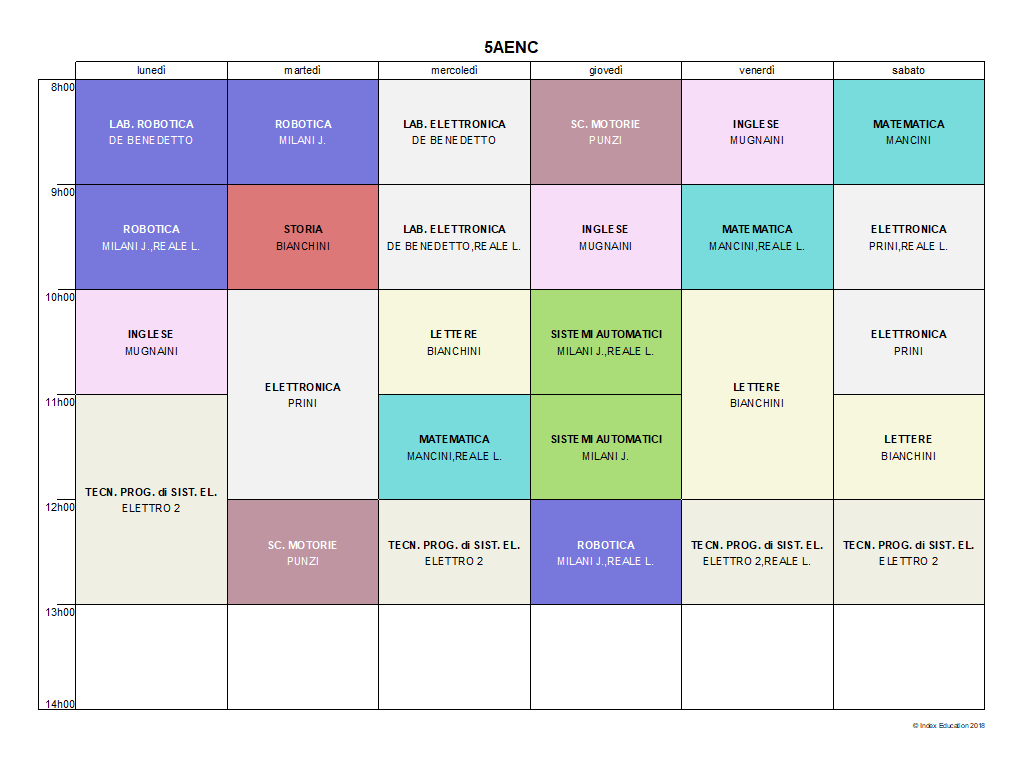 5AENC
lunedì martedì mercoledì giovedì venerdì sabato
8h00
LAB. ROBOTICA ROBOTICA LAB. ELETTRONICA SC. MOTORIE INGLESE MATEMATICA
DE BENEDETTO MILANI J. DE BENEDETTO PUNZI MUGNAINI MANCINI
9h00
ROBOTICA STORIA LAB. ELETTRONICA INGLESE MATEMATICA ELETTRONICA
MILANI J.,REALE L. BIANCHINI DE BENEDETTO,REALE L. MUGNAINI MANCINI,REALE L. PRINI,REALE L.
10h00
INGLESE LETTERE SISTEMI AUTOMATICI ELETTRONICA
MUGNAINI BIANCHINI MILANI J.,REALE L. PRINI
ELETTRONICA LETTERE
PRINI BIANCHINI
11h00
MATEMATICA SISTEMI AUTOMATICI LETTERE
MANCINI,REALE L. MILANI J. BIANCHINI
TECN. PROG. di SIST. EL.
ELETTRO 2
12h00
SC. MOTORIE TECN. PROG. di SIST. EL. ROBOTICA TECN. PROG. di SIST. EL. TECN. PROG. di SIST. EL.
PUNZI ELETTRO 2 MILANI J.,REALE L. ELETTRO 2,REALE L. ELETTRO 2
13h00
14h00
© Index Education 2018